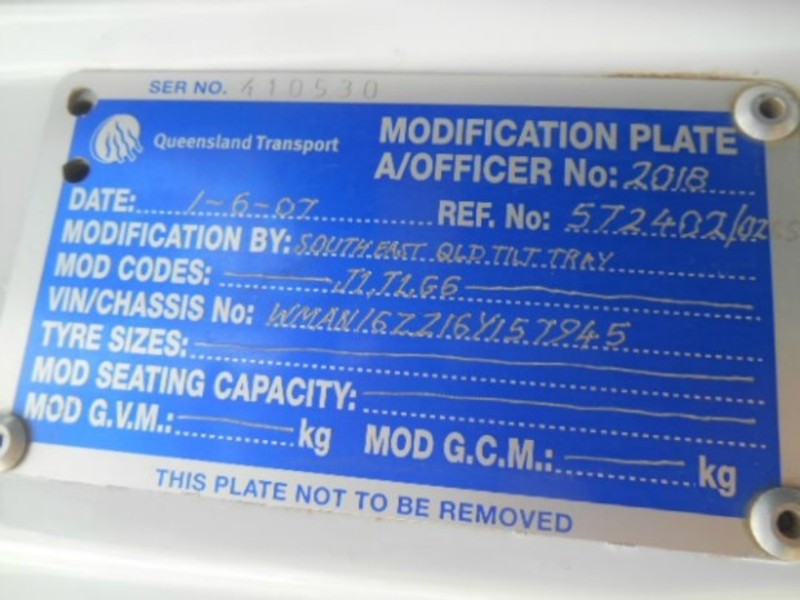 SER NO. 410530
Queensland Transport
MODIFICATION PLATE
A/OFFICER No: 2018
DATE: 1-6-07 REF. No: 572402/02
MODIFICATION BY: SOUTH EAST QLD TILT TRAY
MOD CODES: J1, J2, G6
VIN/CHASSIS No: WMAN16ZZ16Y157945
TYRE SIZES:
MOD SEATING CAPACITY:
MOD G.V.M.: kg MOD G.C.M.: kg
THIS PLATE NOT TO BE REMOVED